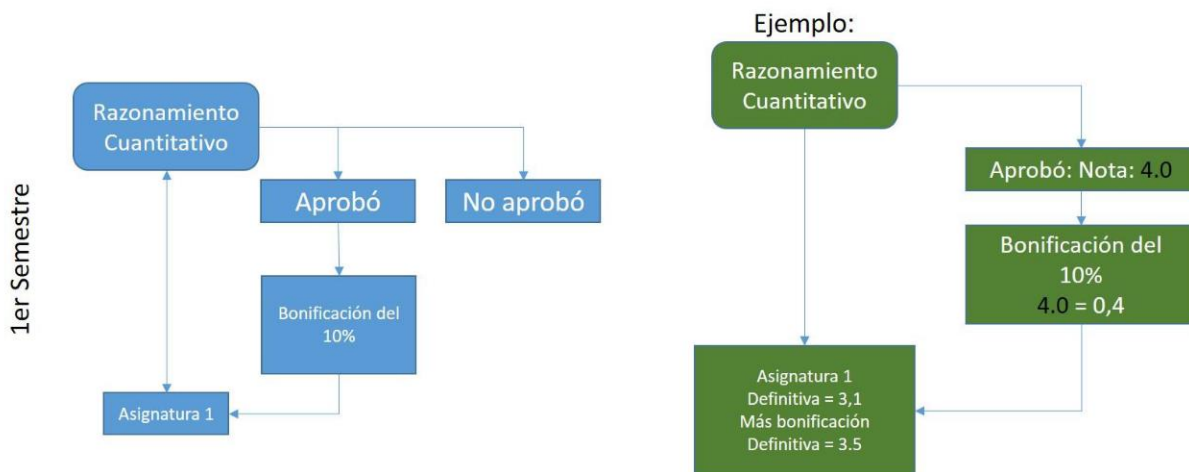 1er Semestre
Razonamiento
Cuantitativo
Aprobó
No aprobó
Bonificación del
10%
Asignatura 1
Ejemplo:
Razonamiento
Cuantitativo
Aprobó: Nota: 4.0
Bonificación del
10%
4.0 = 0,4
Asignatura 1
Definitiva = 3,1
Más bonificación
Definitiva = 3.5